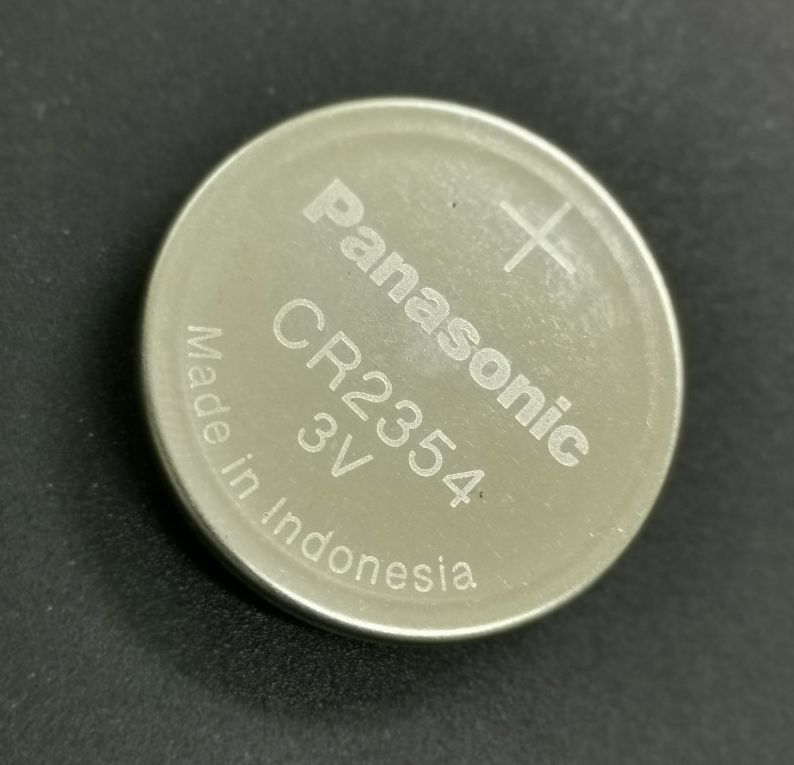 +
Panasonic
CR2354
3V
Made in Indonesia